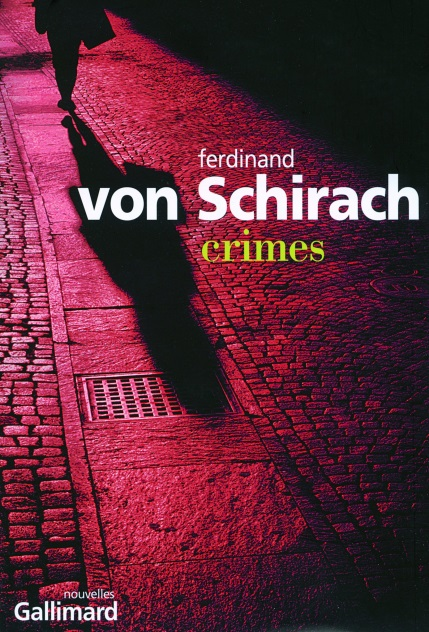 ferdinand
von Schirach
crimes
nouvelles
Gallimard